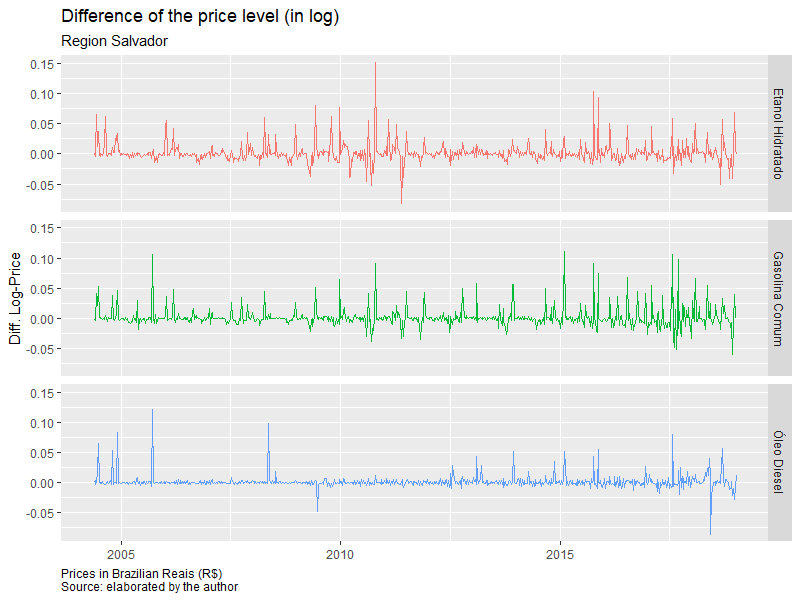 Difference of the price level (in log)
Region Salvador
0.15
0.10
0.05
0.00
-0.05
Etanol Hidratado
Diff. Log-Price
0.15
0.10
0.05
0.00
-0.05
Gasolina Comum
0.15
0.10
0.05
0.00
-0.05
Óleo Diesel
2005
2010
2015
Prices in Brazilian Reais (R$)
Source: elaborated by the author